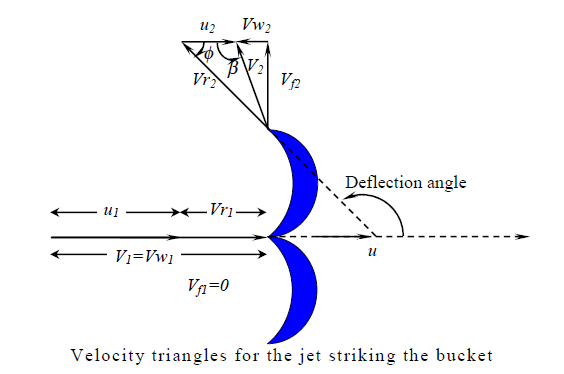 u2 Vw2
ϕ
β V2
Vr2 Vf2
Deflection angle
u1 Vr1
u
V1=Vw1
Vf1=0
Velocity triangles for the jet striking the bucket